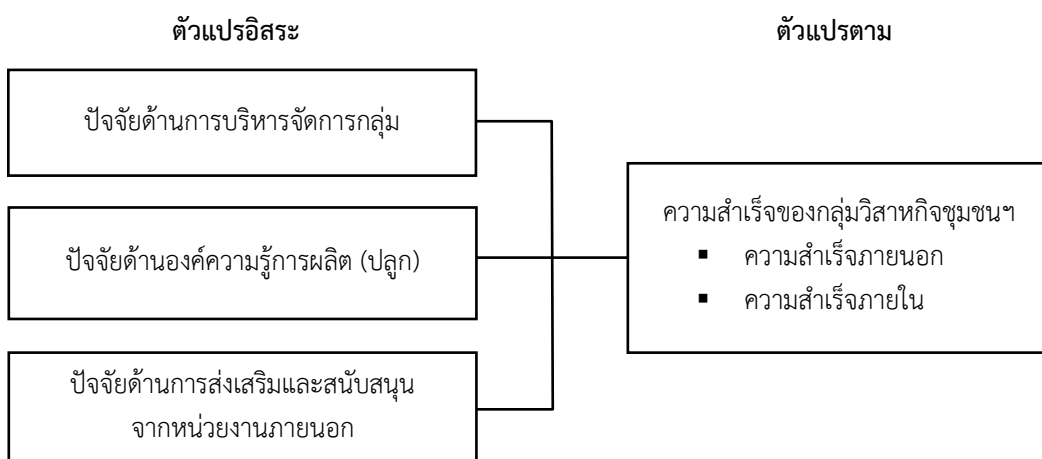 ตัวแปรอิสระ
ตัวแปรตาม
ปัจจัยด้านการบริหารจัดการกลุ่ม
ปัจจัยด้านองค์ความรู้การผลิต (ปลูก)
ปัจจัยด้านการส่งเสริมและสนับสนุน
จากหน่วยงานภายนอก
ความสำเร็จของกลุ่มวิสาหกิจชุมชนฯ
▪ ความสำเร็จภายนอก
▪ ความสำเร็จภายใน